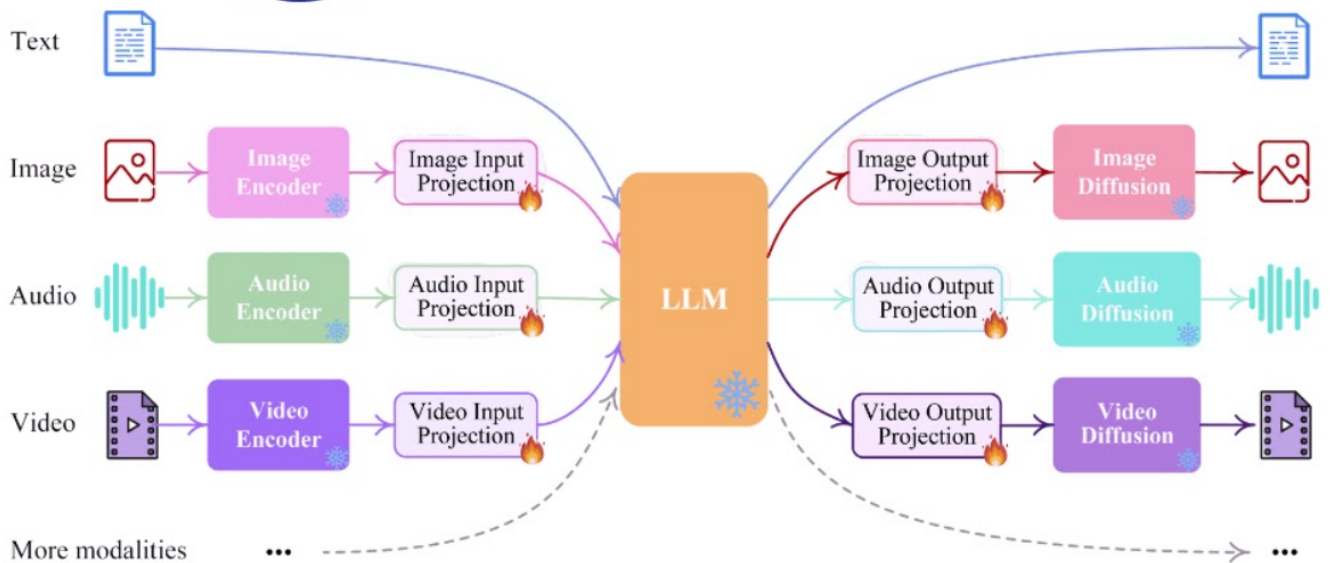 Text
Image
Image
Encoder
Image Input
Projection
Image Output
Projection
Image
Diffusion
Audio
Audio
Encoder
Audio Input
Projection
LLM
Audio Output
Projection
Audio
Diffusion
Video
Video
Encoder
Video Input
Projection
Video Output
Projection
Video
Diffusion
More modalities
...
...